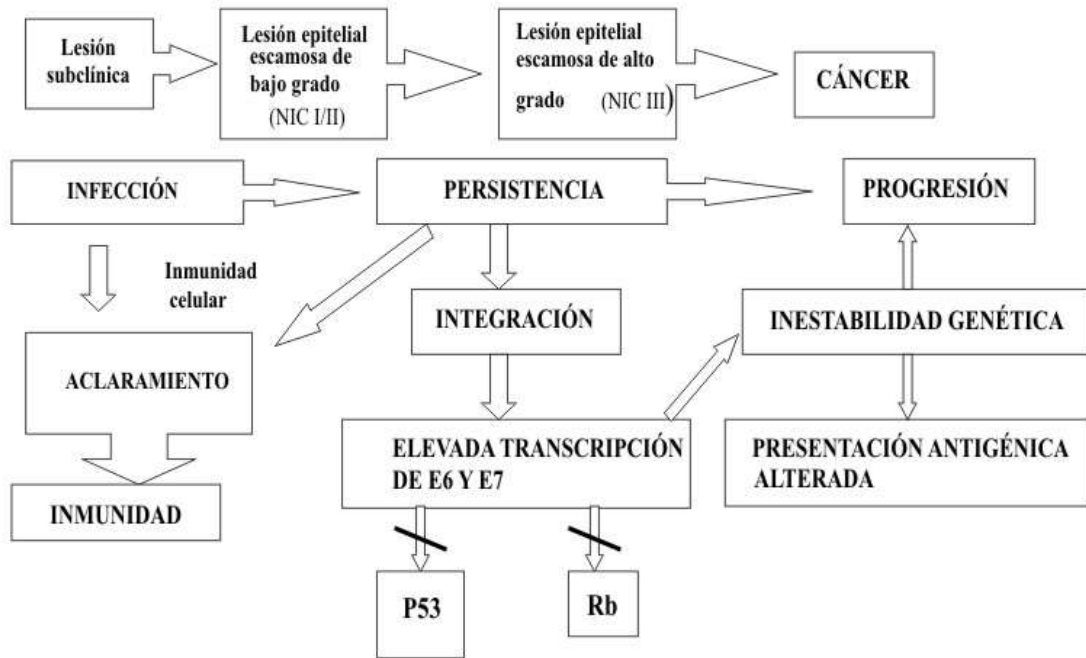 Lesión
subclínica
Lesión epitelial
escamosa de
bajo grado
(NIC I/II)
Lesión epitelial
escamosa de alto
grado (NIC III)
CÁNCER
INFECCIÓN
PERSISTENCIA
PROGRESIÓN
Inmunidad
celular
INTEGRACIÓN
INESTABILIDAD GENÉTICA
ACLARAMIENTO
ELEVADA TRANSCRIPCIÓN
DE E6 Y E7
PRESENTACIÓN ANTIGÉNICA
ALTERADA
INMUNIDAD
P53
Rb